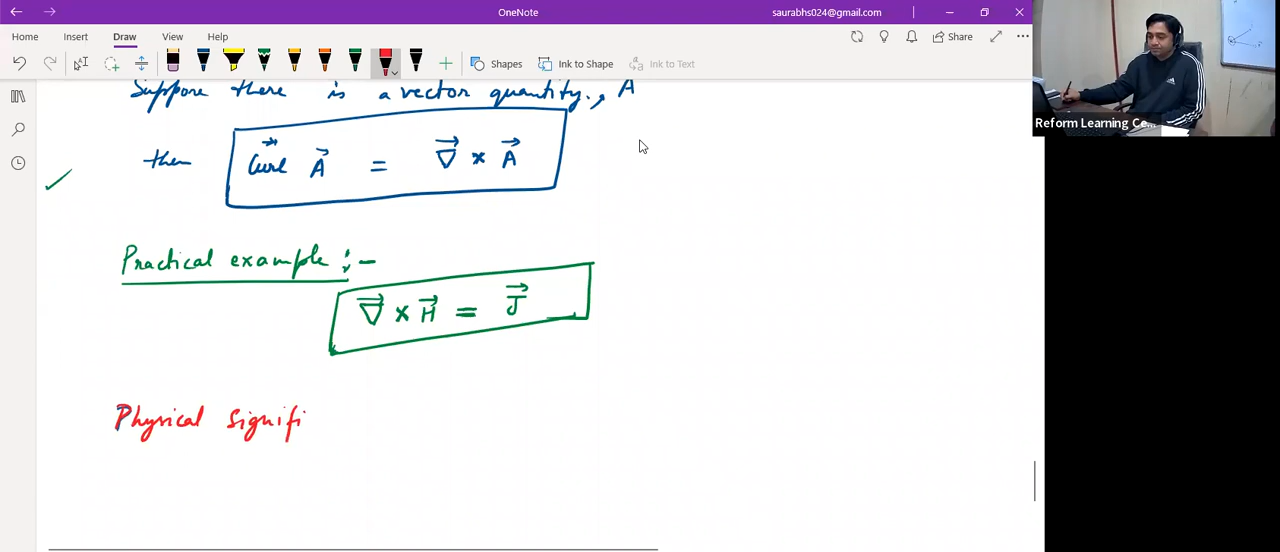 OneNote
saurabhs024@gmail.com
Home Insert Draw View Help
Share
Shapes
Ink to Shape
Ink to Text
Suppose there is a vector quantity., A
then Curl A⃗ = ∇⃗ × A⃗
Practical example :-
∇⃗ × H⃗ = J⃗
Physical Signifi
Reform Learning Ce...